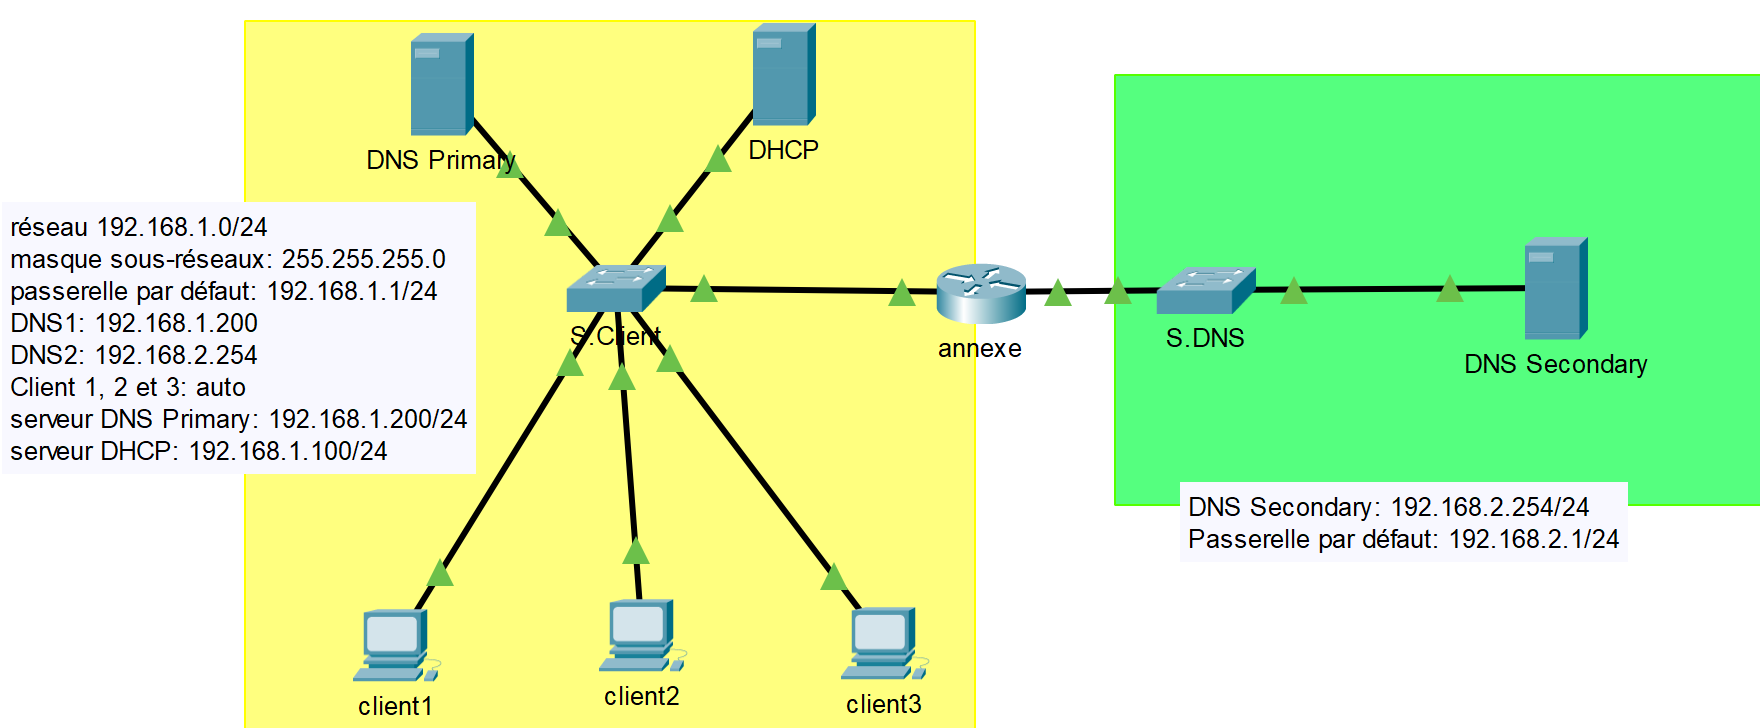 DNS Primary
DHCP
réseau 192.168.1.0/24
masque sous-réseaux: 255.255.255.0
passerelle par défaut: 192.168.1.1/24
DNS1: 192.168.1.200
DNS2: 192.168.2.254
Client 1, 2 et 3: auto
serveur DNS Primary: 192.168.1.200/24
serveur DHCP: 192.168.1.100/24
S.Client
annexe
S.DNS
DNS Secondary
DNS Secondary: 192.168.2.254/24
Passerelle par défaut: 192.168.2.1/24
client1
client2
client3